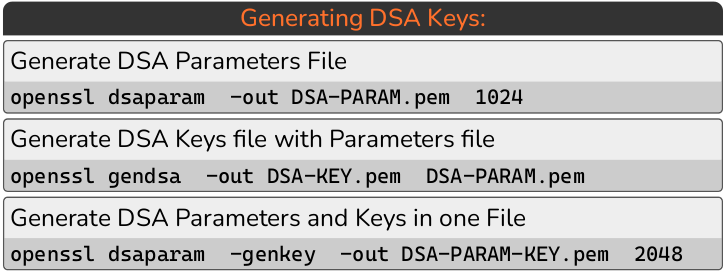 Generating DSA Keys:
Generate DSA Parameters File
openssl dsaparam -out DSA-PARAM.pem 1024
Generate DSA Keys file with Parameters file
openssl gendsa -out DSA-KEY.pem DSA-PARAM.pem
Generate DSA Parameters and Keys in one File
openssl dsaparam -genkey -out DSA-PARAM-KEY.pem 2048